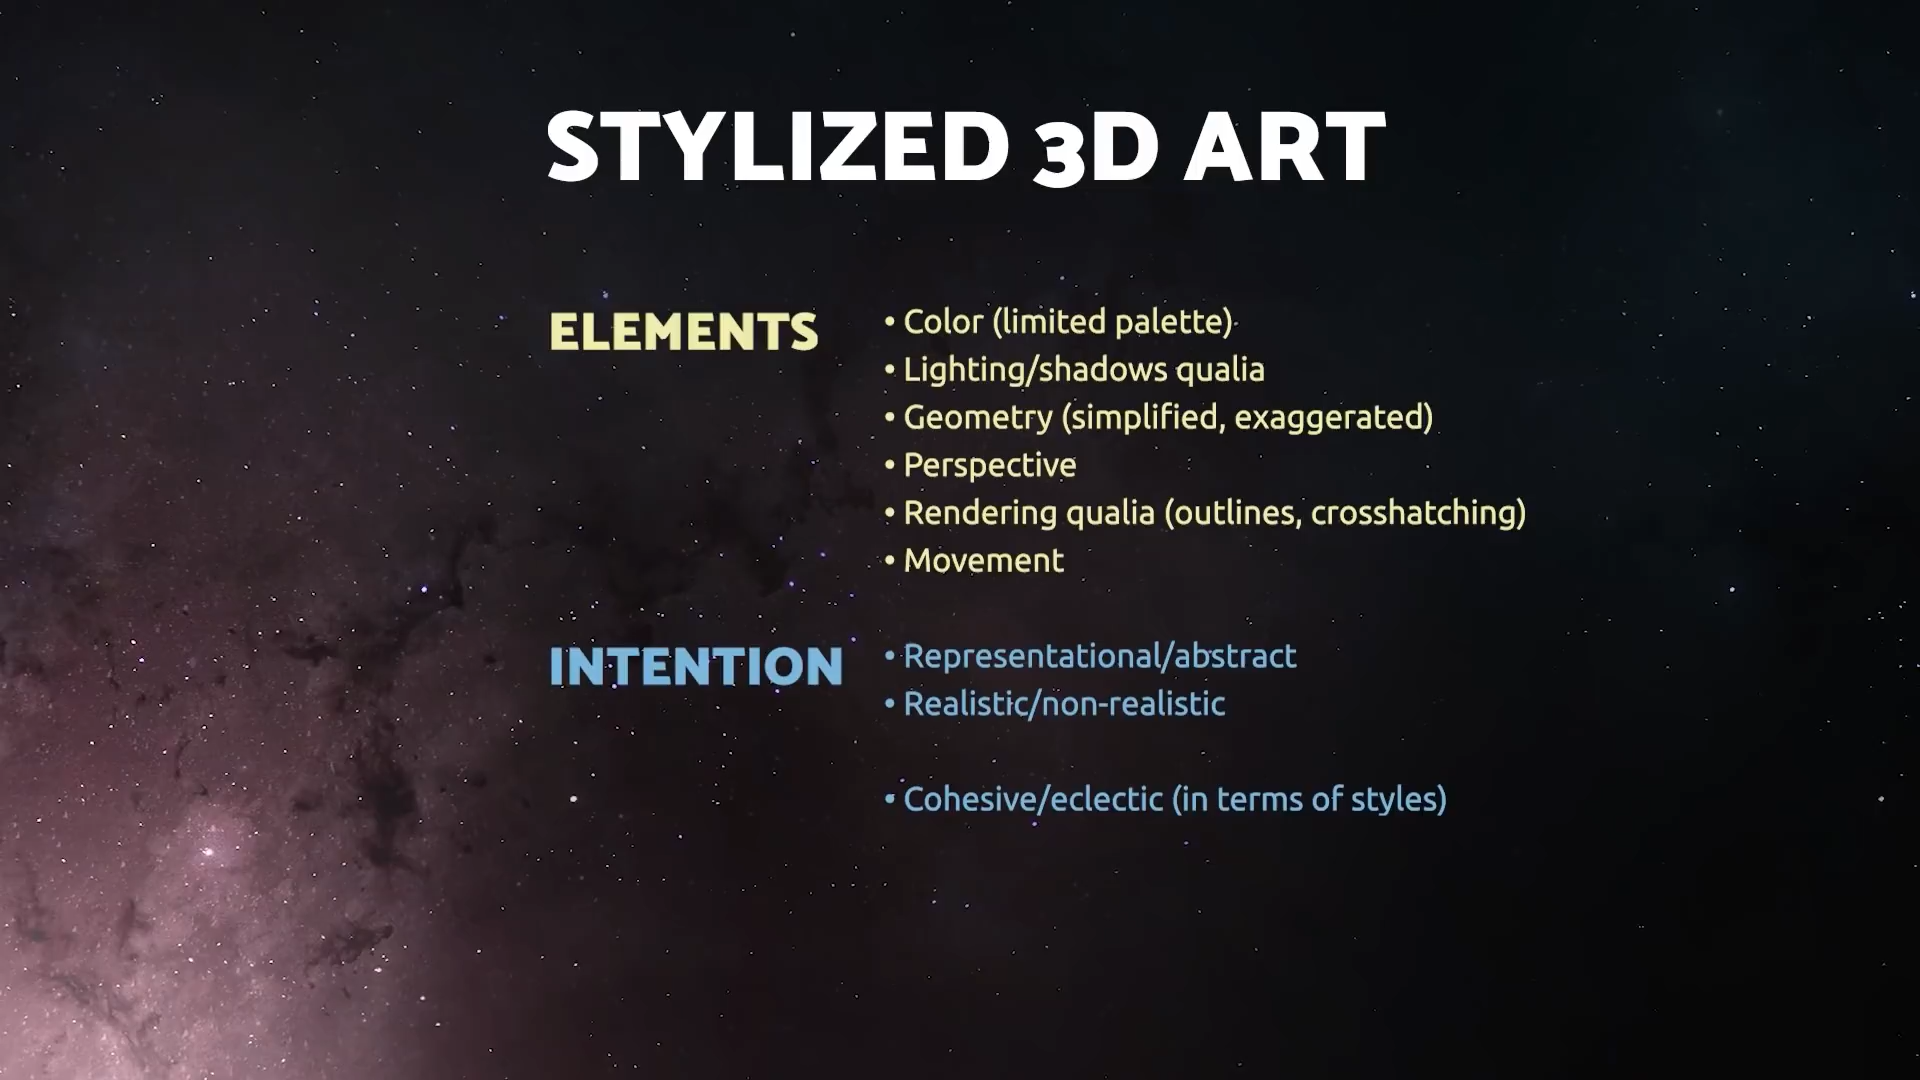 STYLIZED 3D ART
ELEMENTS
• Color (limited palette)
• Lighting/shadows qualia
• Geometry (simplified, exaggerated)
• Perspective
• Rendering qualia (outlines, crosshatching)
• Movement
INTENTION
• Representational/abstract
• Realistic/non-realistic
• Cohesive/eclectic (in terms of styles)